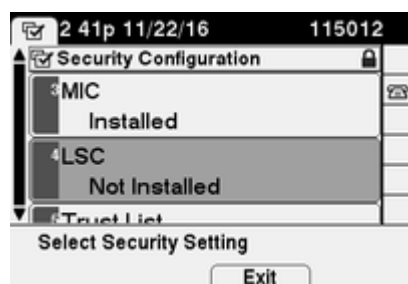 2 41p 11/22/16 115012
Security Configuration
3 MIC
Installed
4 LSC
Not Installed
Trust List
Select Security Setting
Exit